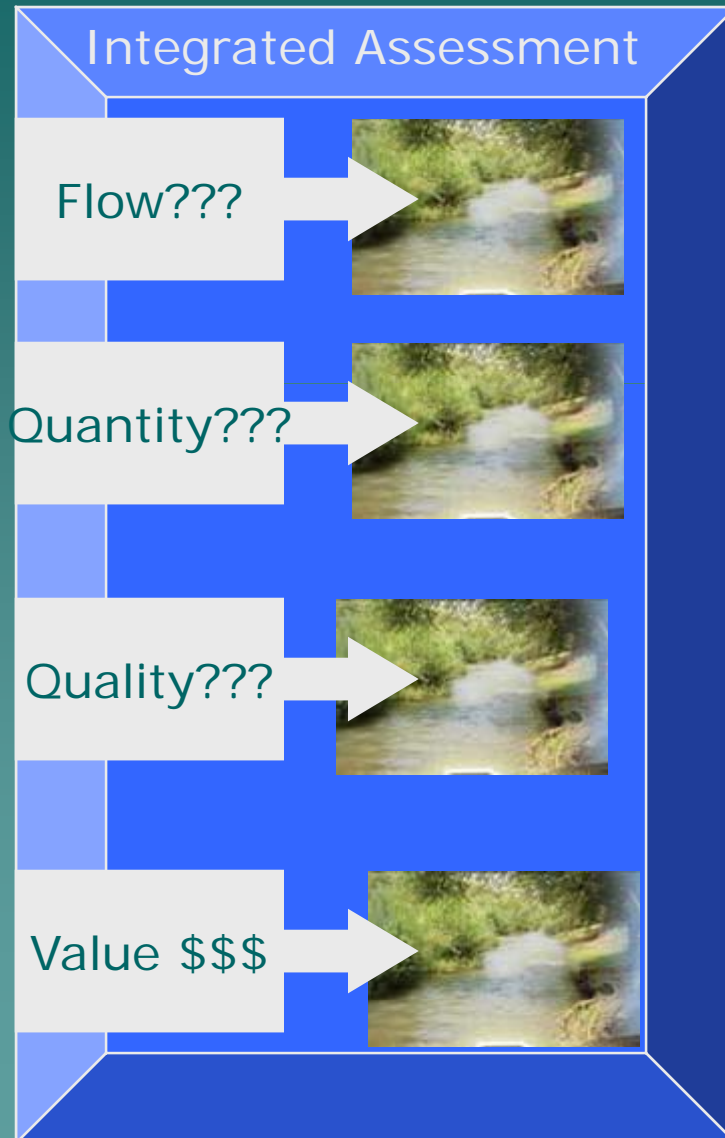 Integrated Assessment
Flow???
Quantity???
Quality???
Value $$$